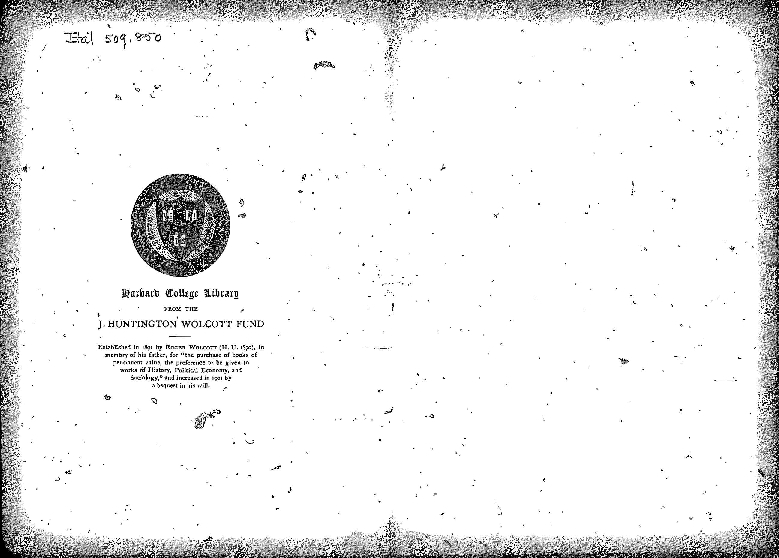 Ital 509.850
Harvard College Library
FROM THE
J. HUNTINGTON WOLCOTT FUND
Established in 1891 by Roger Wolcott (H. U. 1870), in
memory of his father, for "the purchase of books of
permanent value, the preference to be given to
works of History, Political Economy, and
Sociology," and increased in 1901 by
a bequest in his will.